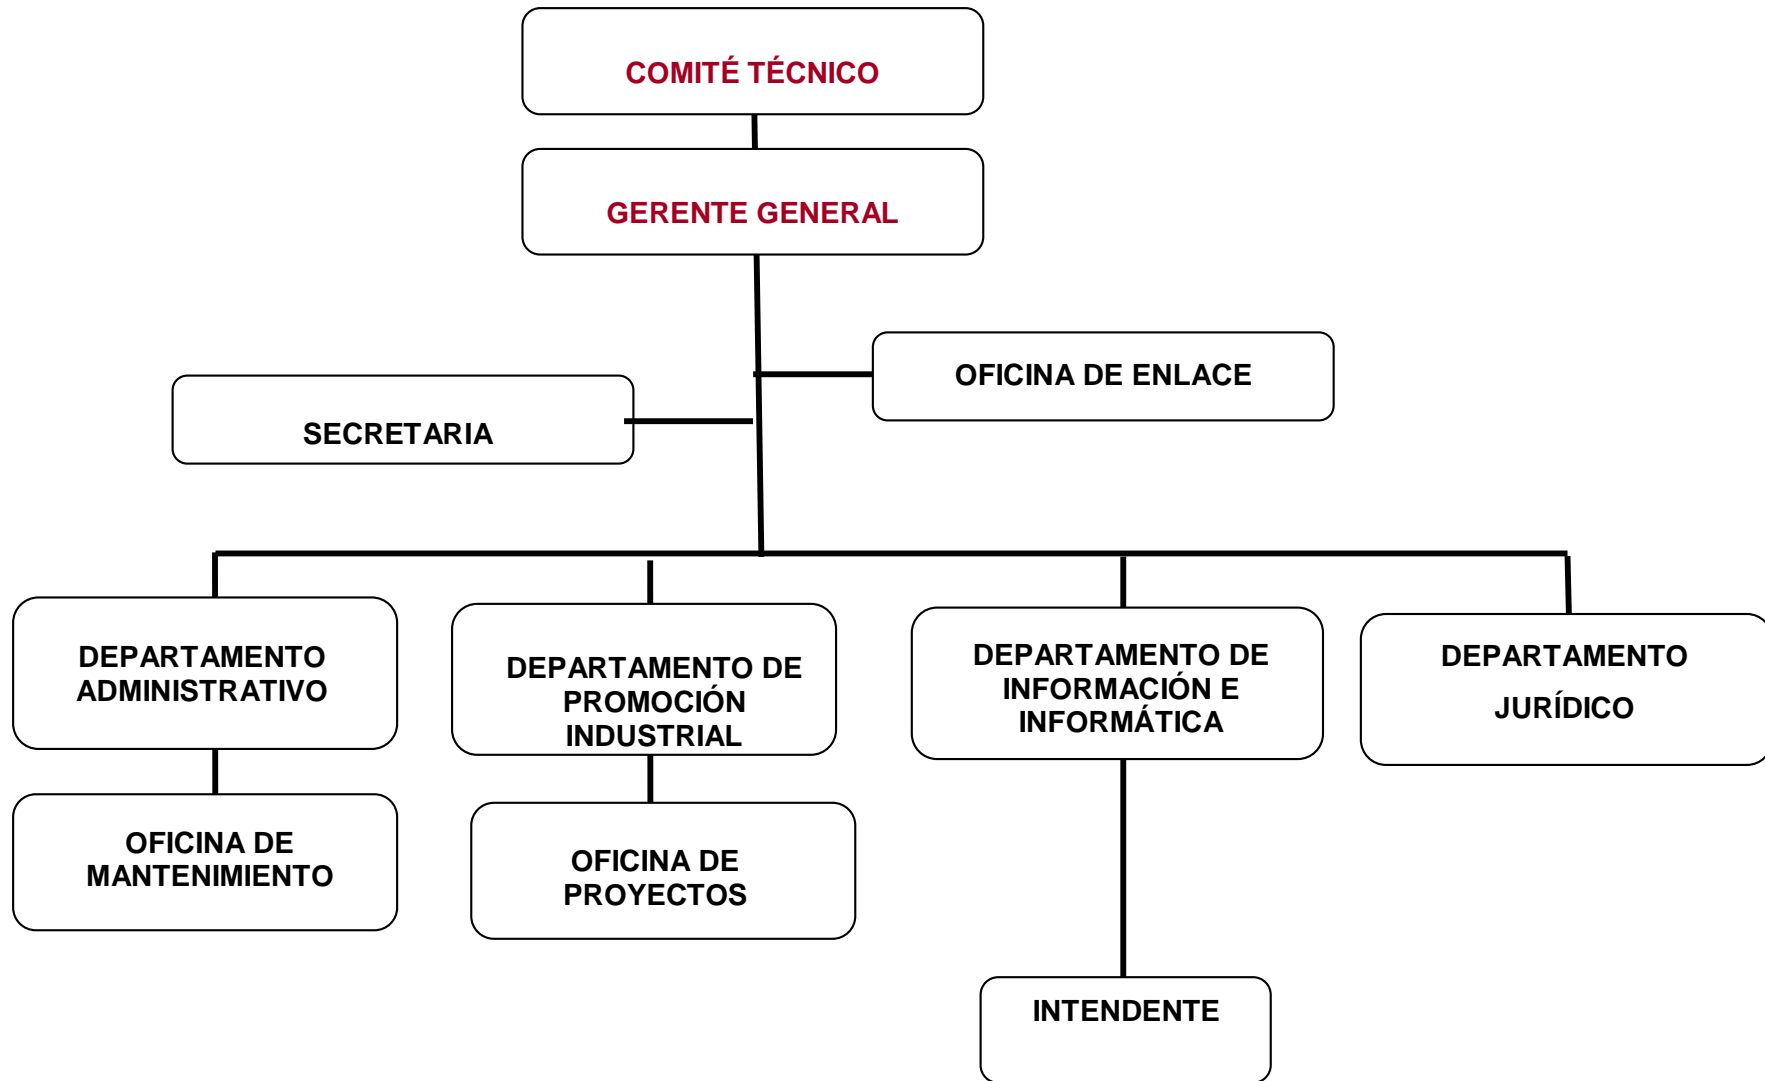 COMITÉ TÉCNICO
GERENTE GENERAL
OFICINA DE ENLACE
SECRETARIA
DEPARTAMENTO
ADMINISTRATIVO
DEPARTAMENTO DE
PROMOCIÓN
INDUSTRIAL
DEPARTAMENTO DE
INFORMACIÓN E
INFORMÁTICA
DEPARTAMENTO
JURÍDICO
OFICINA DE
MANTENIMIENTO
OFICINA DE
PROYECTOS
INTENDENTE